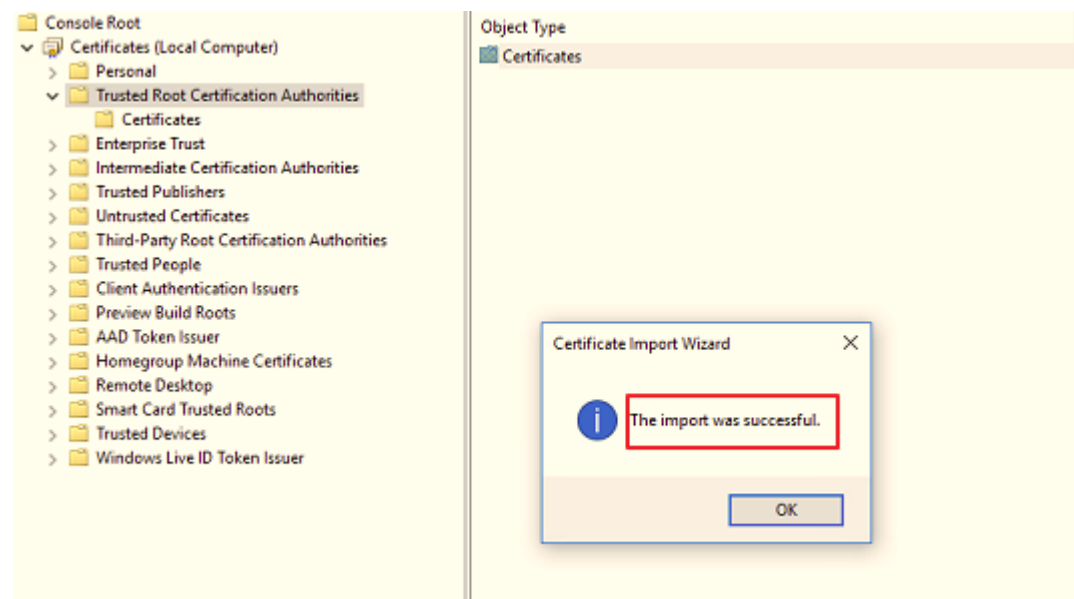 Console Root
Certificates (Local Computer)
Personal
Trusted Root Certification Authorities
Certificates
Enterprise Trust
Intermediate Certification Authorities
Trusted Publishers
Untrusted Certificates
Third-Party Root Certification Authorities
Trusted People
Client Authentication Issuers
Preview Build Roots
AAD Token Issuer
Homegroup Machine Certificates
Remote Desktop
Smart Card Trusted Roots
Trusted Devices
Windows Live ID Token Issuer
Object Type
Certificates
Certificate Import Wizard
The import was successful.
OK